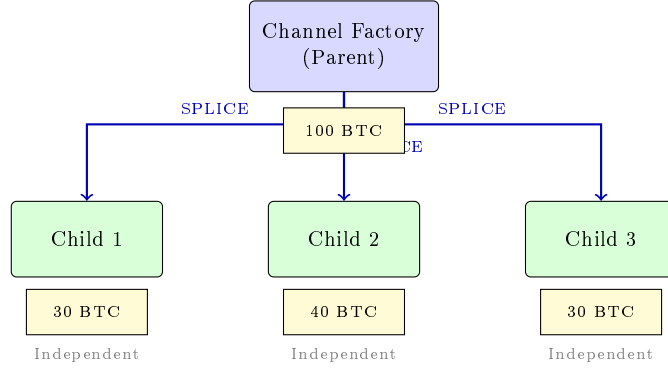 Channel Factory
(Parent)
SPLICE
SPLICE
100 BTC
CE
Child 1
Child 2
Child 3
30 BTC
40 BTC
30 BTC
Independent
Independent
Independent